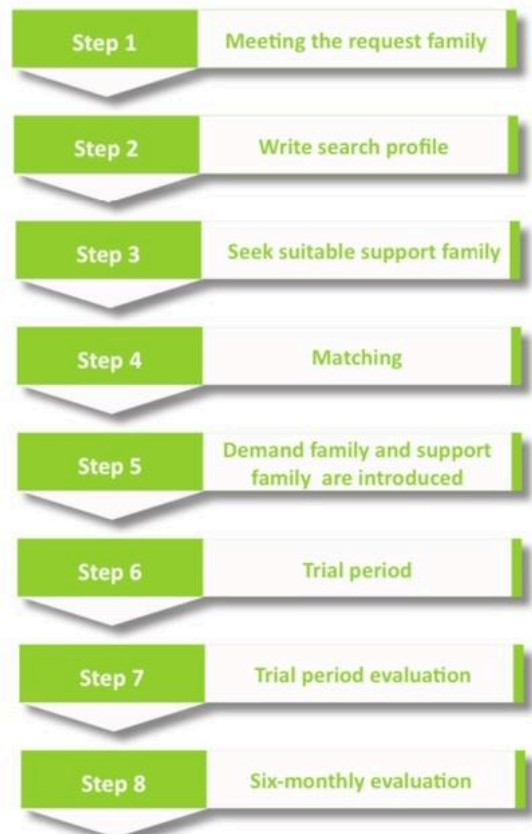 Step 1
Meeting the request family
Step 2
Write search profile
Step 3
Seek suitable support family
Step 4
Matching
Step 5
Demand family and support
family are introduced
Step 6
Trial period
Step 7
Trial period evaluation
Step 8
Six-monthly evaluation